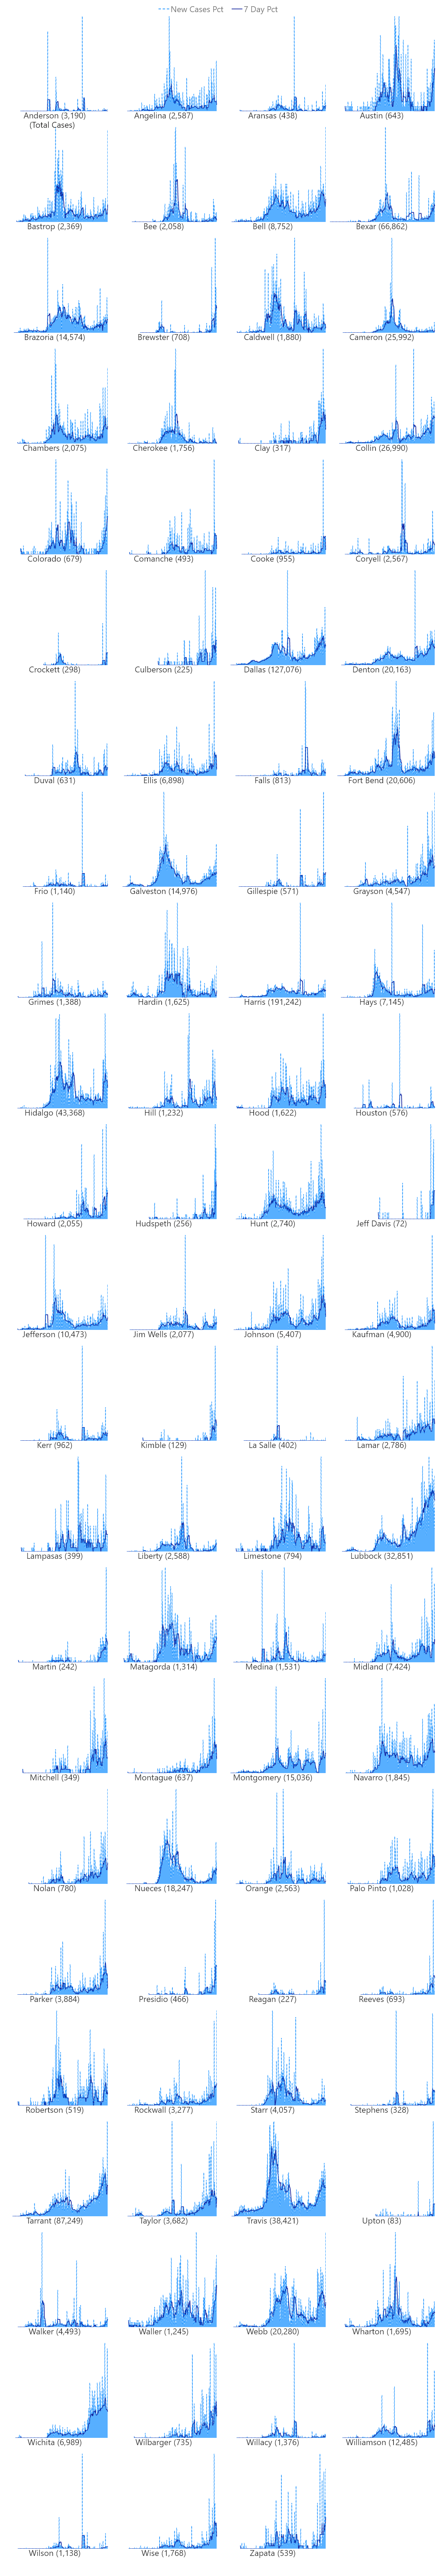 New Cases Pct 7 Day Pct
Anderson (3,190) Angelina (2,587) Aransas (438) Austin (643)
(Total Cases)
Bastrop (2,369) Bee (2,058) Bell (8,752) Bexar (66,862)
Brazoria (14,574) Brewster (708) Caldwell (1,880) Cameron (25,992)
Chambers (2,075) Cherokee (1,756) Clay (317) Collin (26,990)
Colorado (679) Comanche (493) Cooke (955) Coryell (2,567)
Crockett (298) Culberson (225) Dallas (127,076) Denton (20,163)
Duval (631) Ellis (6,898) Falls (813) Fort Bend (20,606)
Frio (1,140) Galveston (14,976) Gillespie (571) Grayson (4,547)
Grimes (1,388) Hardin (1,625) Harris (191,242) Hays (7,145)
Hidalgo (43,368) Hill (1,232) Hood (1,622) Houston (576)
Howard (2,055) Hudspeth (256) Hunt (2,740) Jeff Davis (72)
Jefferson (10,473) Jim Wells (2,077) Johnson (5,407) Kaufman (4,900)
Kerr (962) Kimble (129) La Salle (402) Lamar (2,786)
Lampasas (399) Liberty (2,588) Limestone (794) Lubbock (32,851)
Martin (242) Matagorda (1,314) Medina (1,531) Midland (7,424)
Mitchell (349) Montague (637) Montgomery (15,036) Navarro (1,845)
Nolan (780) Nueces (18,247) Orange (2,563) Palo Pinto (1,028)
Parker (3,884) Presidio (466) Reagan (227) Reeves (693)
Robertson (519) Rockwall (3,277) Starr (4,057) Stephens (328)
Tarrant (87,249) Taylor (3,682) Travis (38,421) Upton (83)
Walker (4,493) Waller (1,245) Webb (20,280) Wharton (1,695)
Wichita (6,989) Wilbarger (735) Willacy (1,376) Williamson (12,485)
Wilson (1,138) Wise (1,768) Zapata (539)